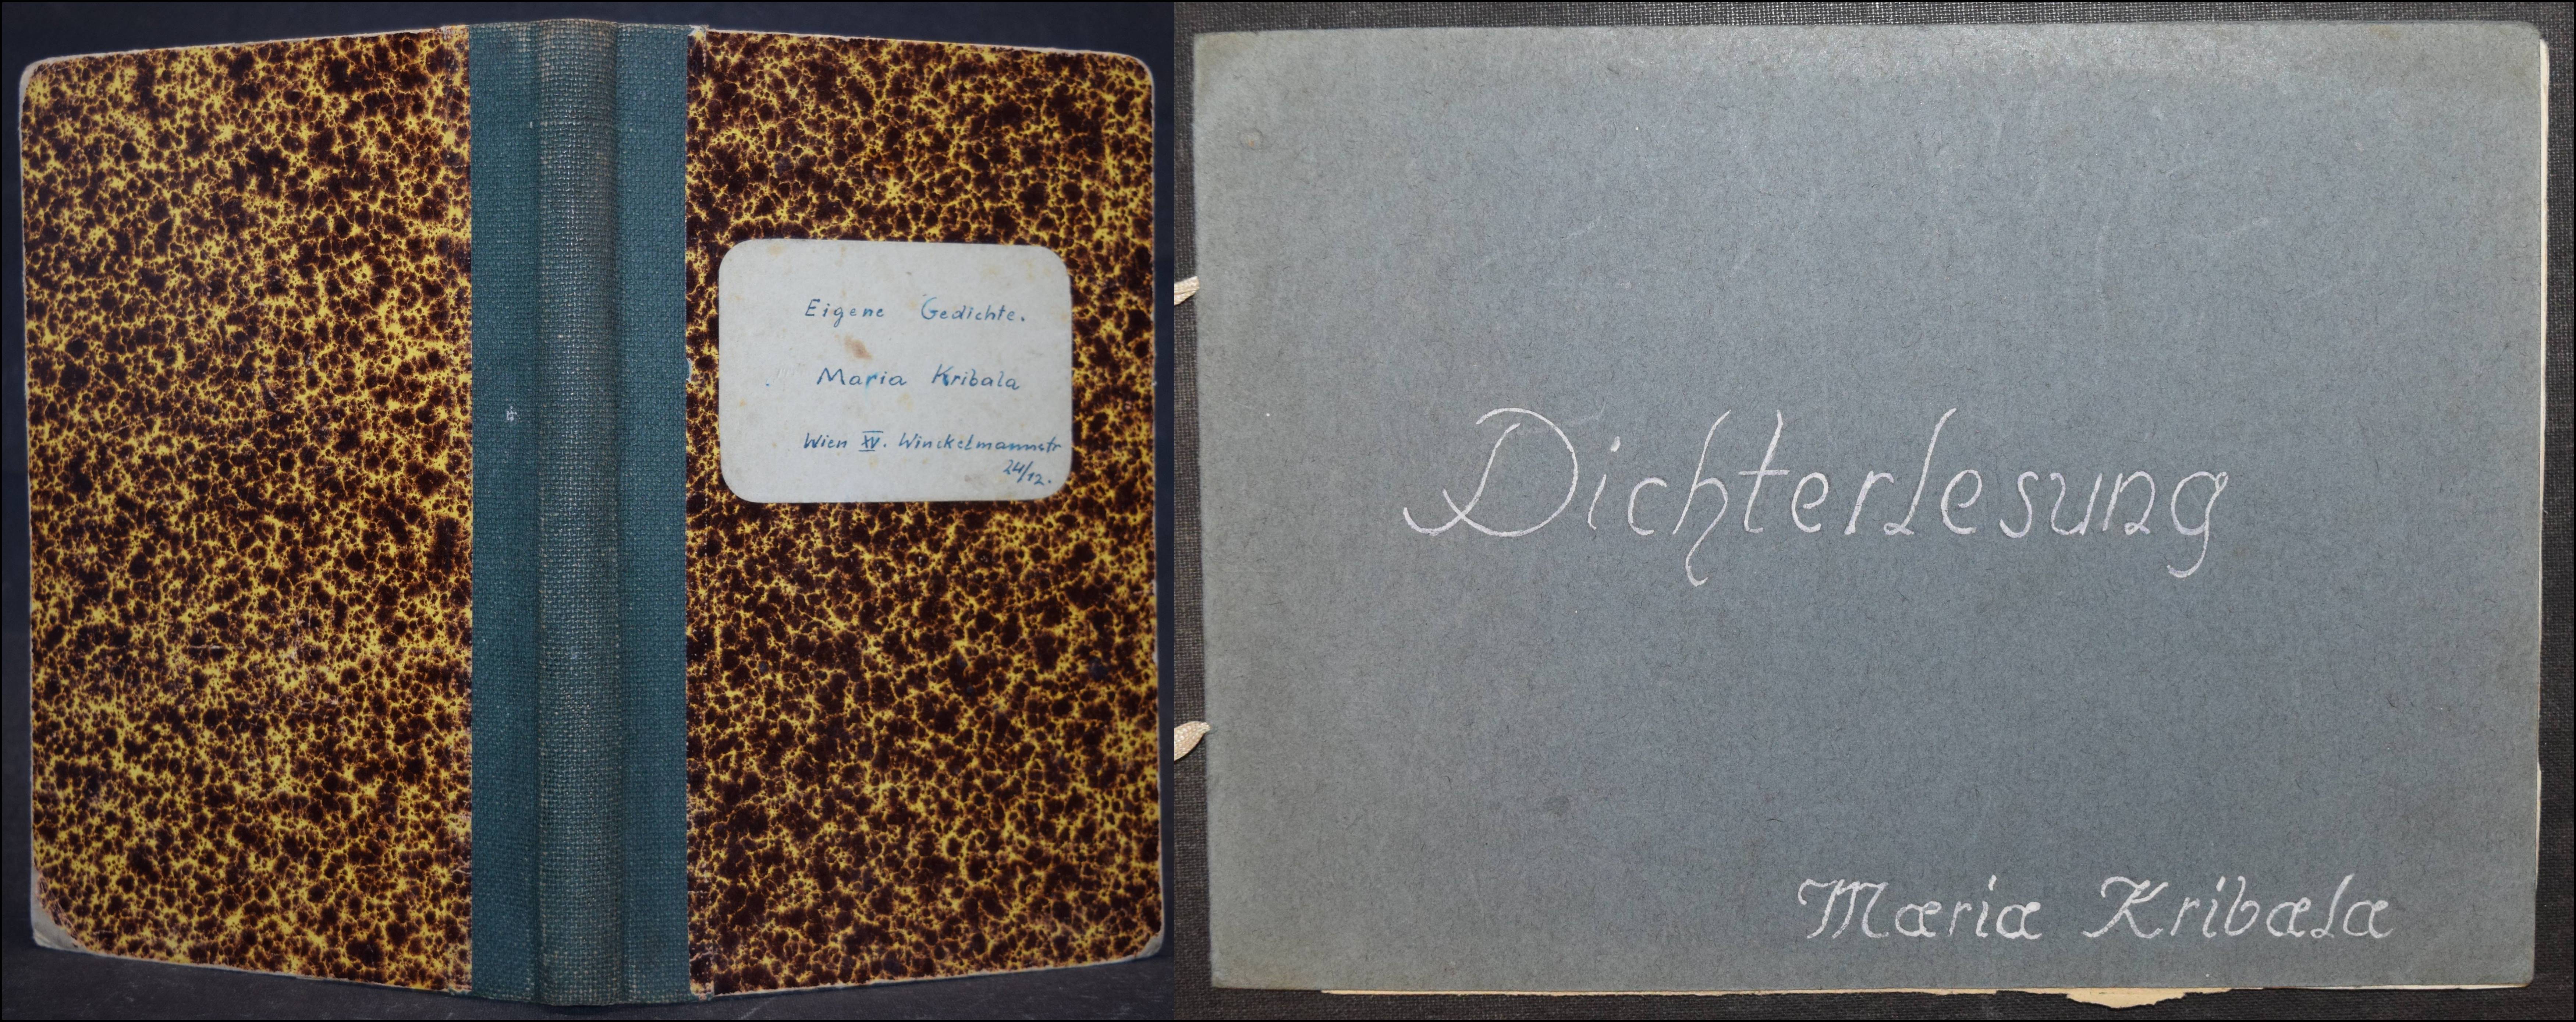 Eigene Gedichte.
Maria Kribala
Wien XV. Winckelmannstr
24/12.
Dichterlesung
Maria Kribala